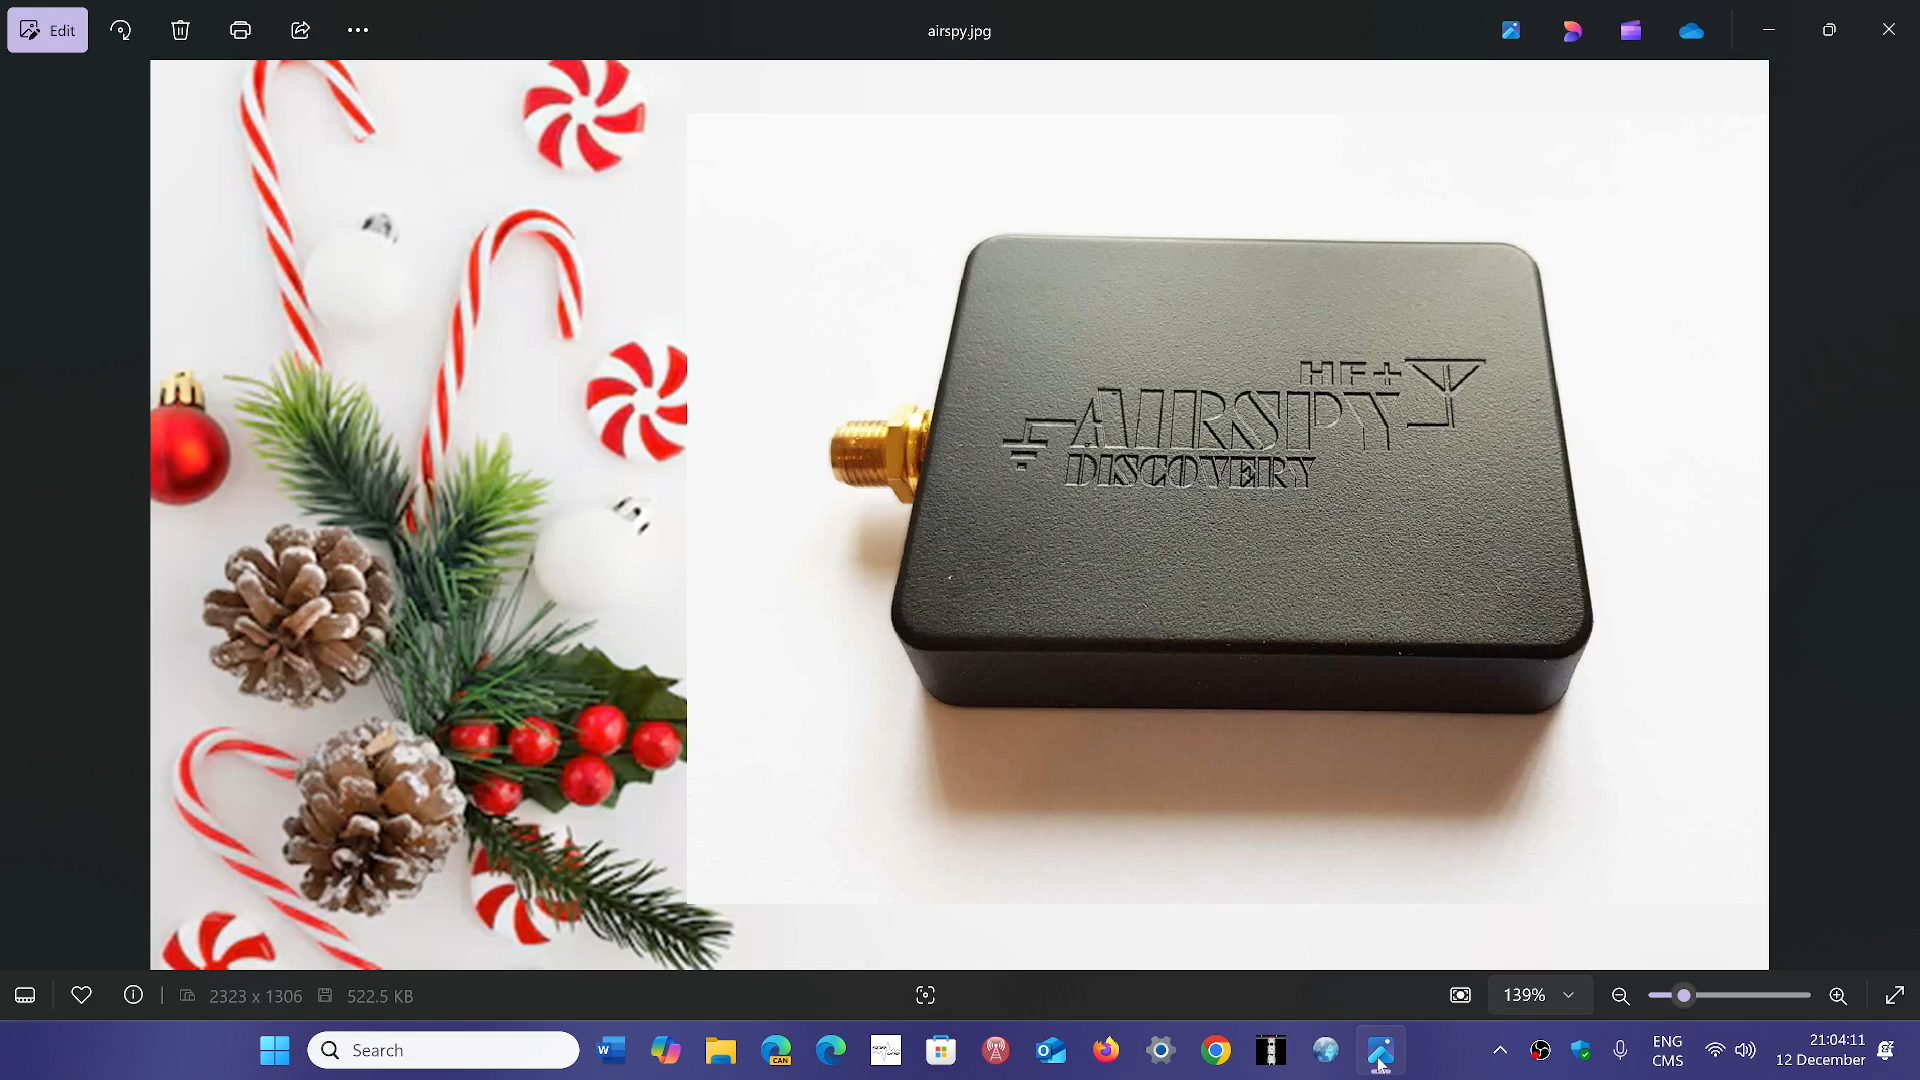 Edit
airspy.jpg
HF+
AIRSPY
DISCOVERY
2323 x 1306
522.5 KB
139%
Search
W
CAN
O
ENG
CMS
21:04:11
12 December